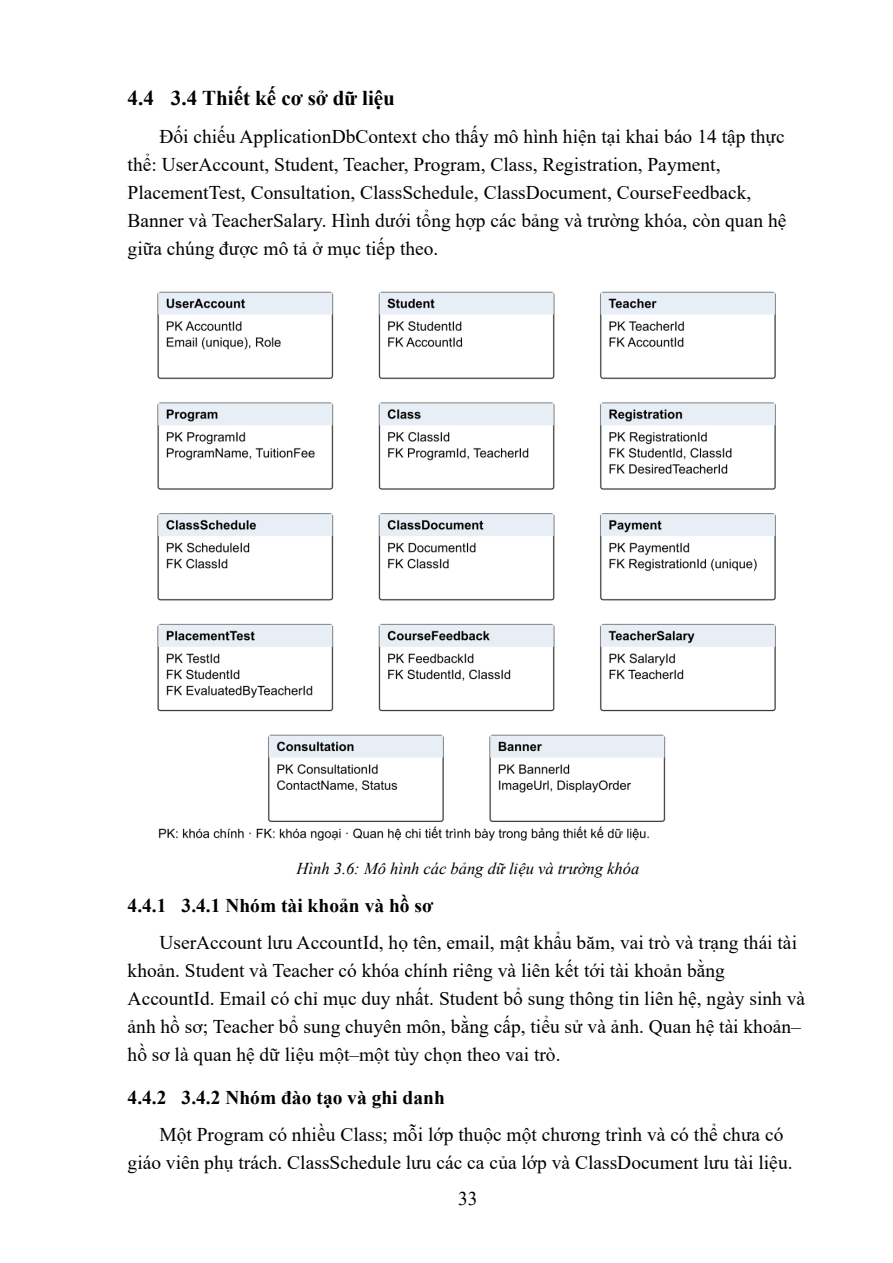 4.4 3.4 Thiết kế cơ sở dữ liệu
Đối chiếu ApplicationDbContext cho thấy mô hình hiện tại khai báo 14 tập thực
thể: UserAccount, Student, Teacher, Program, Class, Registration, Payment,
PlacementTest, Consultation, ClassSchedule, ClassDocument, CourseFeedback,
Banner và TeacherSalary. Hình dưới tổng hợp các bảng và trường khóa, còn quan hệ
giữa chúng được mô tả ở mục tiếp theo.
UserAccount
PK AccountId
Email (unique), Role
Student
PK StudentId
FK AccountId
Teacher
PK TeacherId
FK AccountId
Program
PK ProgramId
ProgramName, TuitionFee
Class
PK ClassId
FK ProgramId, TeacherId
Registration
PK RegistrationId
FK StudentId, ClassId
FK DesiredTeacherId
ClassSchedule
PK ScheduleId
FK ClassId
ClassDocument
PK DocumentId
FK ClassId
Payment
PK PaymentId
FK RegistrationId (unique)
PlacementTest
PK TestId
FK StudentId
FK EvaluatedByTeacherId
CourseFeedback
PK FeedbackId
FK StudentId, ClassId
TeacherSalary
PK SalaryId
FK TeacherId
Consultation
PK ConsultationId
ContactName, Status
Banner
PK BannerId
ImageUrl, DisplayOrder
PK: khóa chính · FK: khóa ngoại · Quan hệ chi tiết trình bày trong bảng thiết kế dữ liệu.
Hình 3.6: Mô hình các bảng dữ liệu và trường khóa
4.4.1 3.4.1 Nhóm tài khoản và hồ sơ
UserAccount lưu AccountId, họ tên, email, mật khẩu băm, vai trò và trạng thái tài
khoản. Student và Teacher có khóa chính riêng và liên kết tới tài khoản bằng
AccountId. Email có chỉ mục duy nhất. Student bổ sung thông tin liên hệ, ngày sinh và
ảnh hồ sơ; Teacher bổ sung chuyên môn, bằng cấp, tiểu sử và ảnh. Quan hệ tài khoản–
hồ sơ là quan hệ dữ liệu một–một tùy chọn theo vai trò.
4.4.2 3.4.2 Nhóm đào tạo và ghi danh
Một Program có nhiều Class; mỗi lớp thuộc một chương trình và có thể chưa có
giáo viên phụ trách. ClassSchedule lưu các ca của lớp và ClassDocument lưu tài liệu.
33